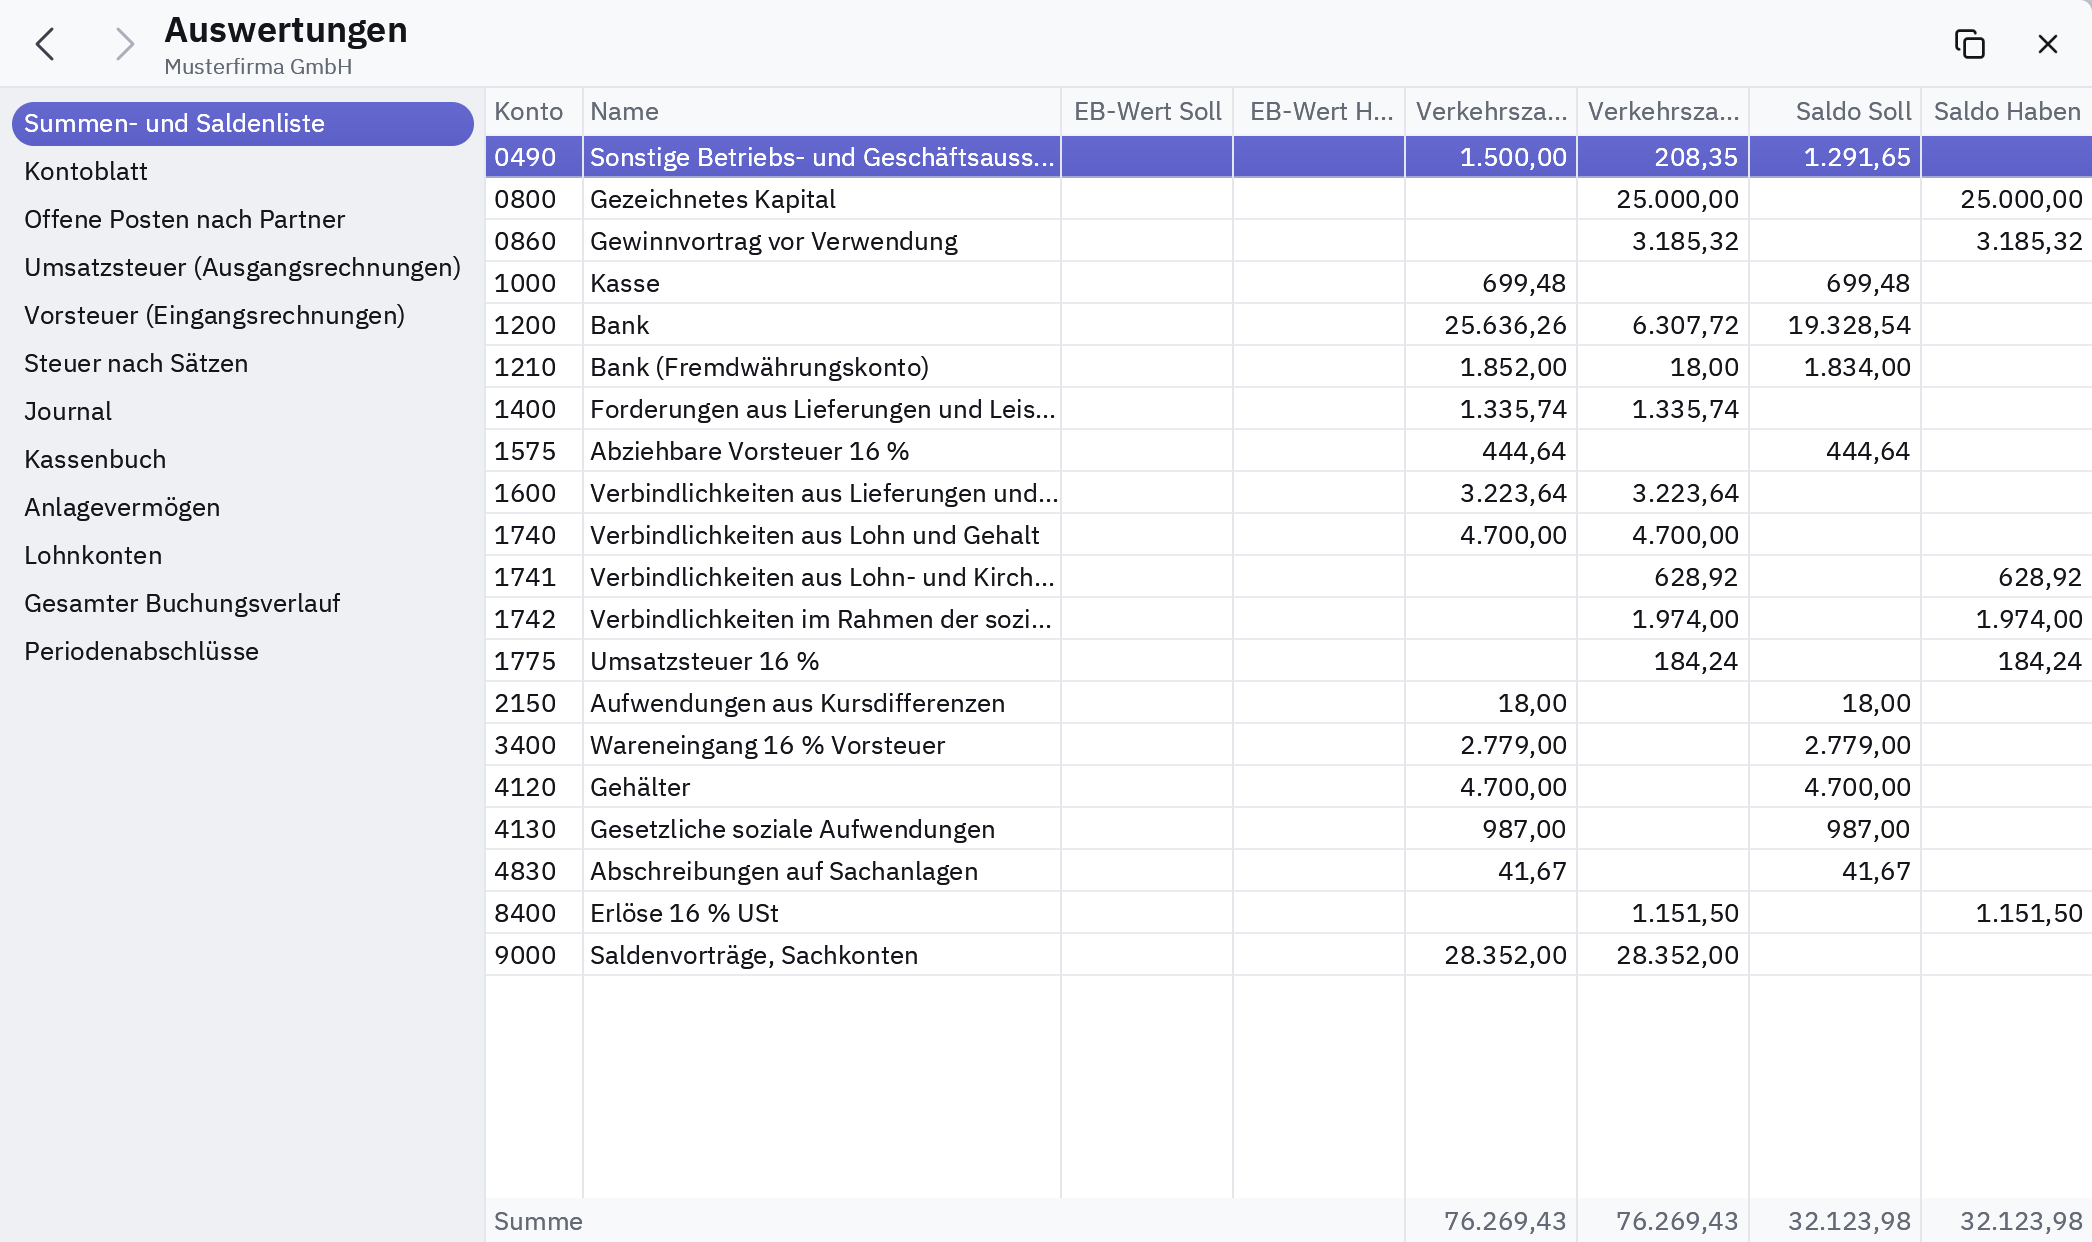 Auswertungen
Musterfirma GmbH
Summen- und Saldenliste
Kontoblatt
Offene Posten nach Partner
Umsatzsteuer (Ausgangsrechnungen)
Vorsteuer (Eingangsrechnungen)
Steuer nach Sätzen
Journal
Kassenbuch
Anlagevermögen
Lohnkonten
Gesamter Buchungsverlauf
Periodenabschlüsse
Konto Name EB-Wert Soll EB-Wert H... Verkehrsza... Verkehrsza... Saldo Soll Saldo Haben
0490 Sonstige Betriebs- und Geschäftsauss... 1.500,00 208,35 1.291,65
0800 Gezeichnetes Kapital 25.000,00 25.000,00
0860 Gewinnvortrag vor Verwendung 3.185,32 3.185,32
1000 Kasse 699,48 699,48
1200 Bank 25.636,26 6.307,72 19.328,54
1210 Bank (Fremdwährungskonto) 1.852,00 18,00 1.834,00
1400 Forderungen aus Lieferungen und Leis... 1.335,74 1.335,74
1575 Abziehbare Vorsteuer 16 % 444,64 444,64
1600 Verbindlichkeiten aus Lieferungen und... 3.223,64 3.223,64
1740 Verbindlichkeiten aus Lohn und Gehalt 4.700,00 4.700,00
1741 Verbindlichkeiten aus Lohn- und Kirch... 628,92 628,92
1742 Verbindlichkeiten im Rahmen der sozi... 1.974,00 1.974,00
1775 Umsatzsteuer 16 % 184,24 184,24
2150 Aufwendungen aus Kursdifferenzen 18,00 18,00
3400 Wareneingang 16 % Vorsteuer 2.779,00 2.779,00
4120 Gehälter 4.700,00 4.700,00
4130 Gesetzliche soziale Aufwendungen 987,00 987,00
4830 Abschreibungen auf Sachanlagen 41,67 41,67
8400 Erlöse 16 % USt 1.151,50 1.151,50
9000 Saldenvorträge, Sachkonten 28.352,00 28.352,00
Summe 76.269,43 76.269,43 32.123,98 32.123,98